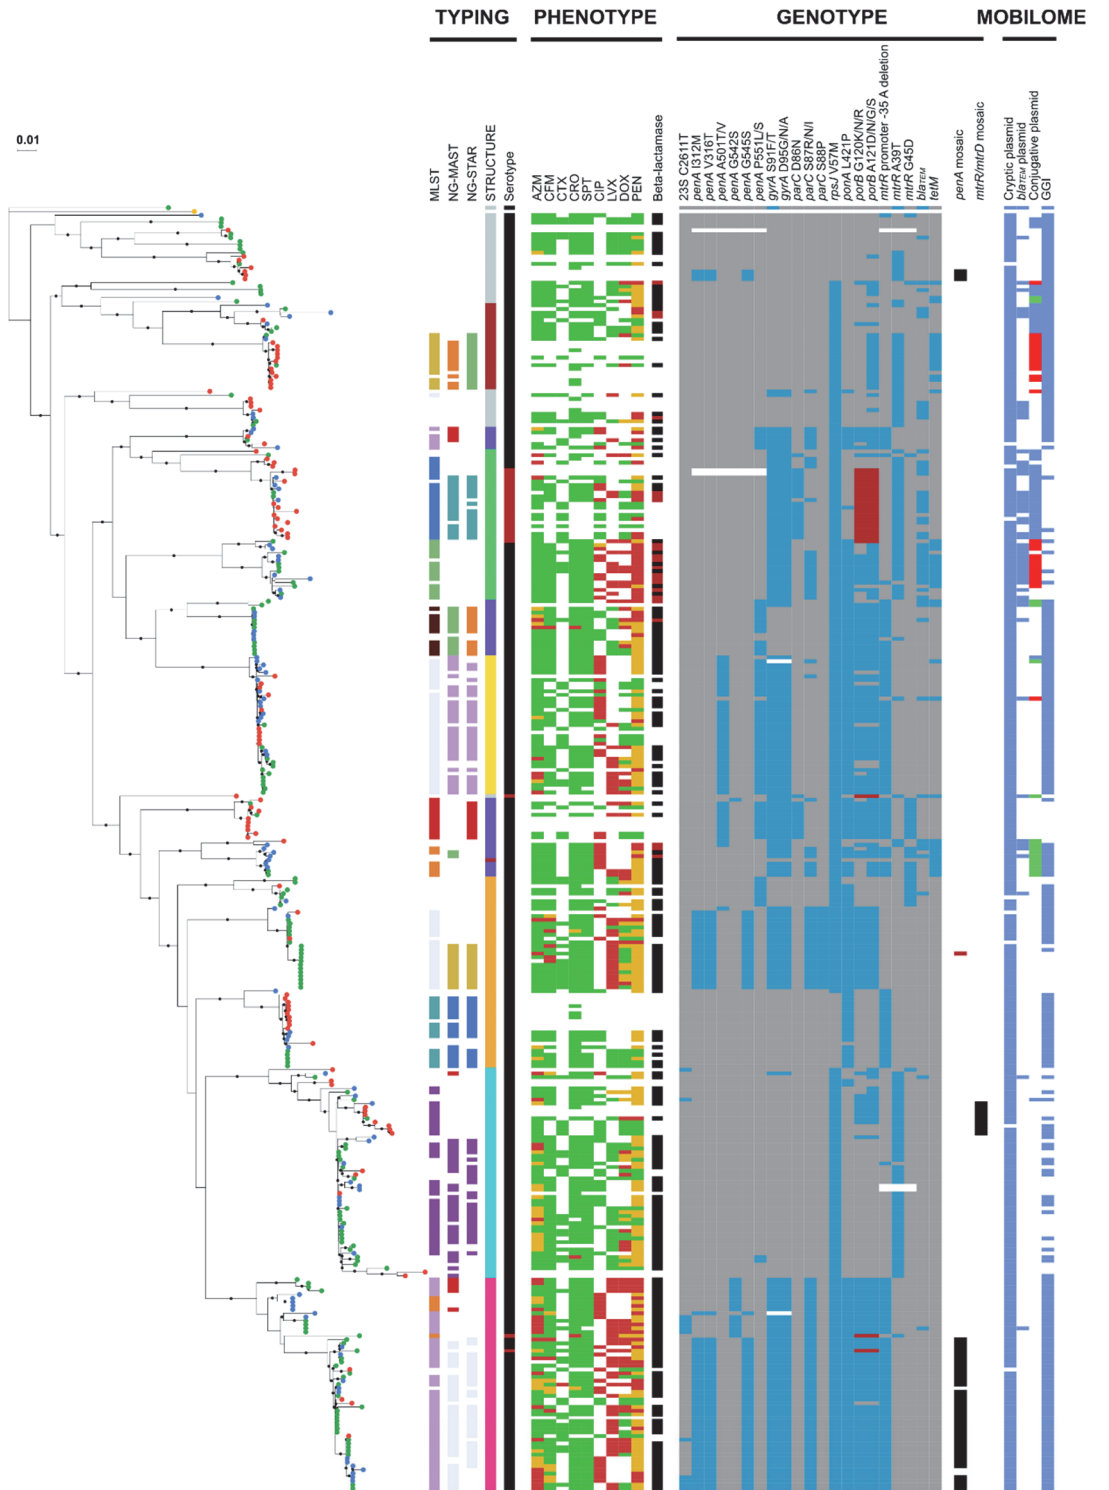 TYPING PHENOTYPE GENOTYPE MOBILOME
0.01
MLST
NG-MAST
NG-STAR
STRUCTURE
Serotype
AZM
CFM
CTX
CRO
SPT
CIP
LVX
DOX
PEN
Beta-lactamase
23S C2611T
penA I312M
penA V316T
penA A501T/V
penA G542S
penA G545S
penA P551L/S
gyrA S91F/T
gyrA D95G/N/A
parC D86N
parC S87R/N/I
parC S88P
rpsJ V57M
ponA L421P
porB G120K/N/R
porB A121D/N/G/S
mtrR promoter -35 A deletion
mtrR A39T
mtrR G45D
blaTEM
tetM
penA mosaic
mtrR/mtrD mosaic
Cryptic plasmid
blaTEM plasmid
Conjugative plasmid
GGI